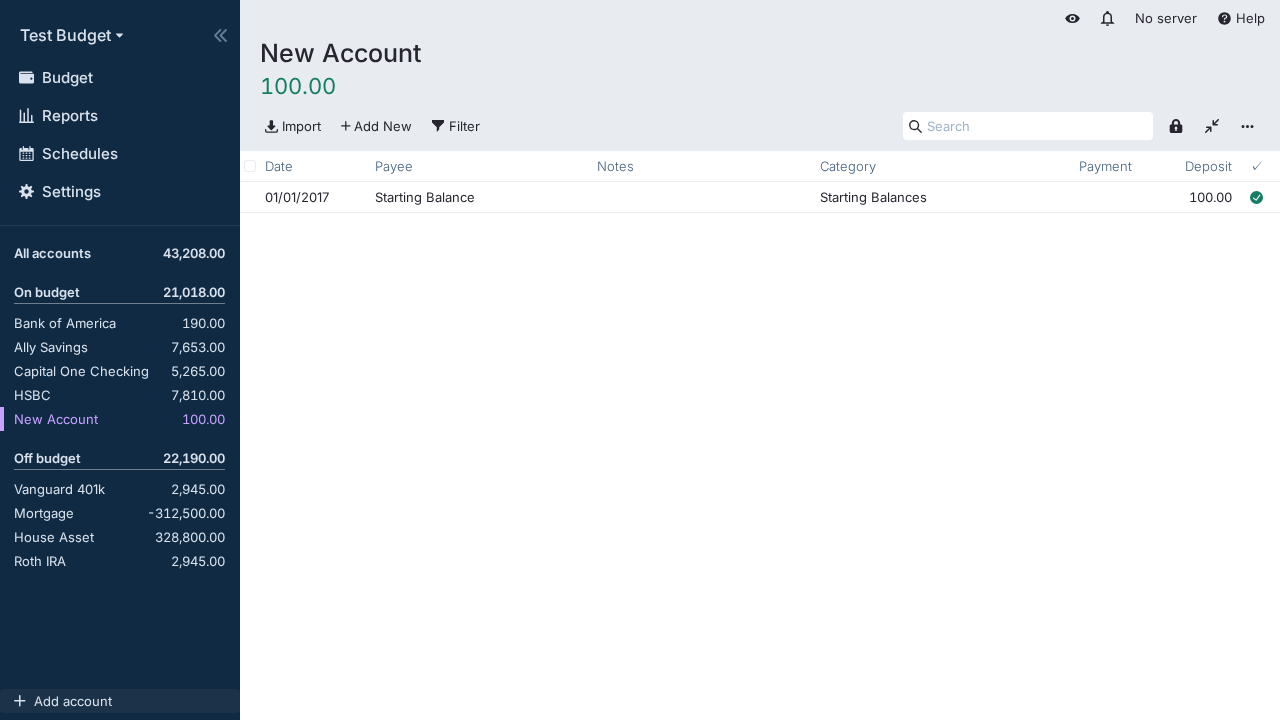 Test Budget
Budget
Reports
Schedules
Settings
All accounts 43,208.00
On budget 21,018.00
Bank of America 190.00
Ally Savings 7,653.00
Capital One Checking 5,265.00
HSBC 7,810.00
New Account 100.00
Off budget 22,190.00
Vanguard 401k 2,945.00
Mortgage -312,500.00
House Asset 328,800.00
Roth IRA 2,945.00
Add account
No server Help
New Account
100.00
Import Add New Filter Search
Date Payee Notes Category Payment Deposit ✓
01/01/2017 Starting Balance Starting Balances 100.00